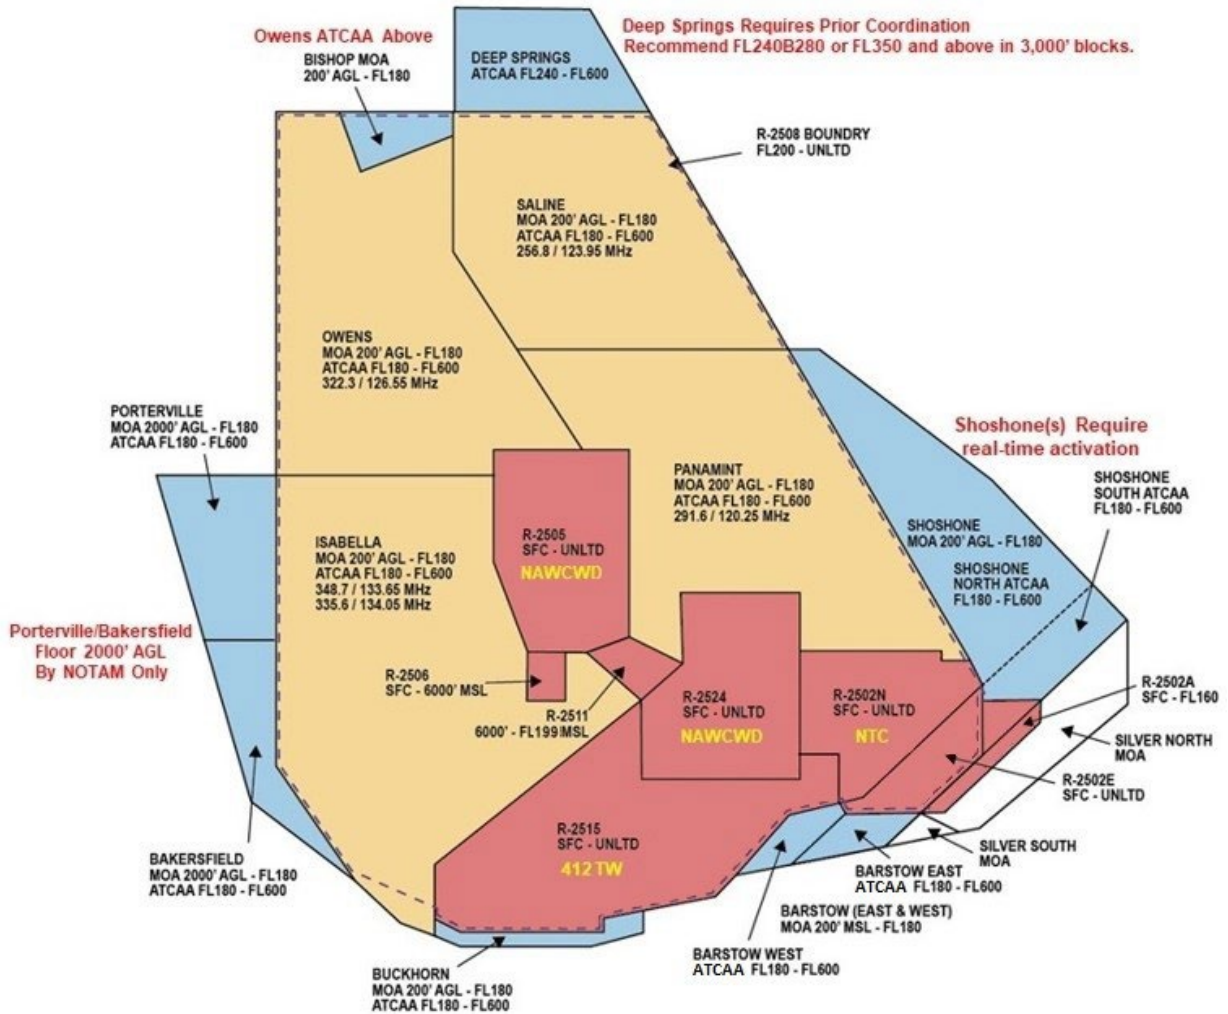 Owens ATCAA Above
BISHOP MOA
200' AGL - FL180
DEEP SPRINGS
ATCAA FL240 - FL600
Deep Springs Requires Prior Coordination
Recommend FL240B280 or FL350 and above in 3,000' blocks.
R-2508 BOUNDRY
FL200 - UNLTD
SALINE
MOA 200' AGL - FL180
ATCAA FL180 - FL600
256.8 / 123.95 MHz
OWENS
MOA 200' AGL - FL180
ATCAA FL180 - FL600
322.3 / 126.55 MHz
PORTERVILLE
MOA 2000' AGL - FL180
ATCAA FL180 - FL600
Shoshone(s) Require
real-time activation
PANAMINT
MOA 200' AGL - FL180
ATCAA FL180 - FL600
291.6 / 120.25 MHz
SHOSHONE
SOUTH ATCAA
FL180 - FL600
R-2505
SFC - UNLTD
NAWCWD
ISABELLA
MOA 200' AGL - FL180
ATCAA FL180 - FL600
348.7 / 133.65 MHz
335.6 / 134.05 MHz
SHOSHONE
MOA 200' AGL - FL180
SHOSHONE
NORTH ATCAA
FL180 - FL600
Porterville/Bakersfield
Floor 2000' AGL
By NOTAM Only
R-2506
SFC - 6000' MSL
R-2511
6000' - FL199 MSL
R-2524
SFC - UNLTD
NAWCWD
R-2502N
SFC - UNLTD
NTC
R-2502A
SFC - FL160
SILVER NORTH
MOA
R-2502E
SFC - UNLTD
R-2515
SFC - UNLTD
412 TW
SILVER SOUTH
MOA
BAKERSFIELD
MOA 2000' AGL - FL180
ATCAA FL180 - FL600
BARSTOW EAST
ATCAA FL180 - FL600
BARSTOW (EAST & WEST)
MOA 200' MSL - FL180
BARSTOW WEST
ATCAA FL180 - FL600
BUCKHORN
MOA 200' AGL - FL180
ATCAA FL180 - FL600